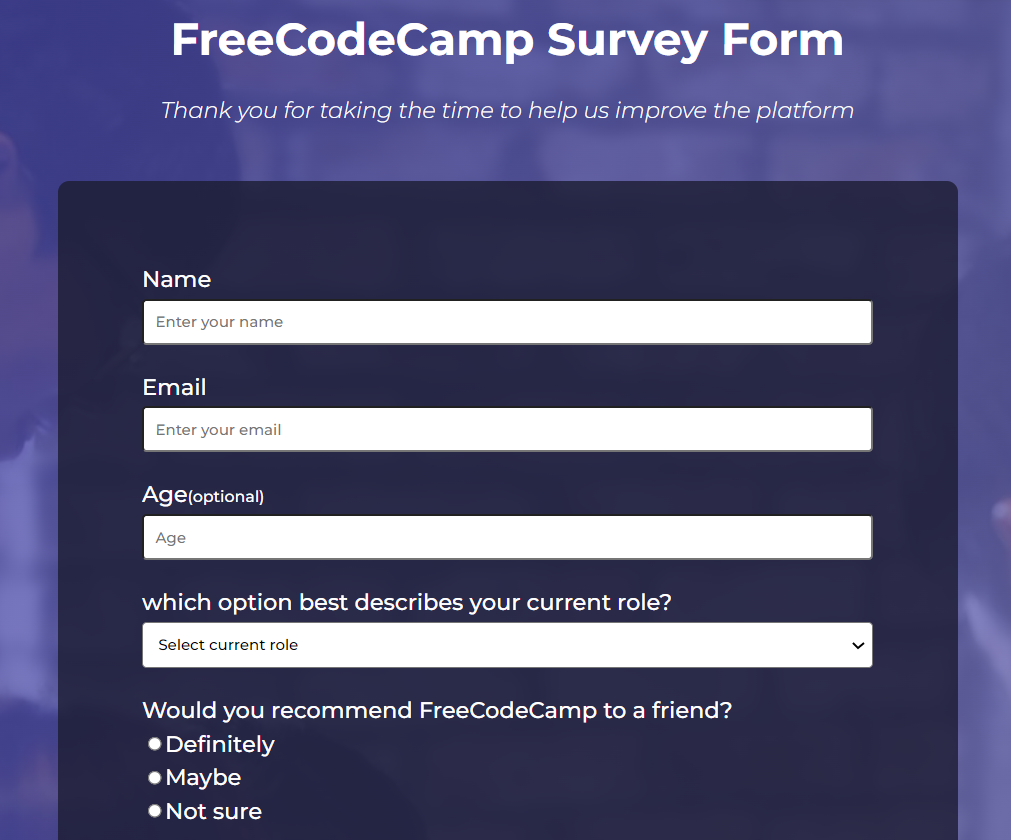 FreeCodeCamp Survey Form
Thank you for taking the time to help us improve the platform
Name
Enter your name
Email
Enter your email
Age(optional)
Age
which option best describes your current role?
Select current role
Would you recommend FreeCodeCamp to a friend?
Definitely
Maybe
Not sure